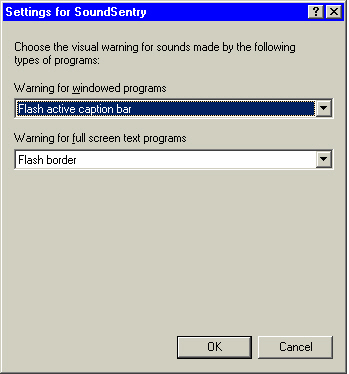 Settings for SoundSentry
Choose the visual warning for sounds made by the following
types of programs:
Warning for windowed programs
Flash active caption bar
Warning for full screen text programs
Flash border
OK Cancel